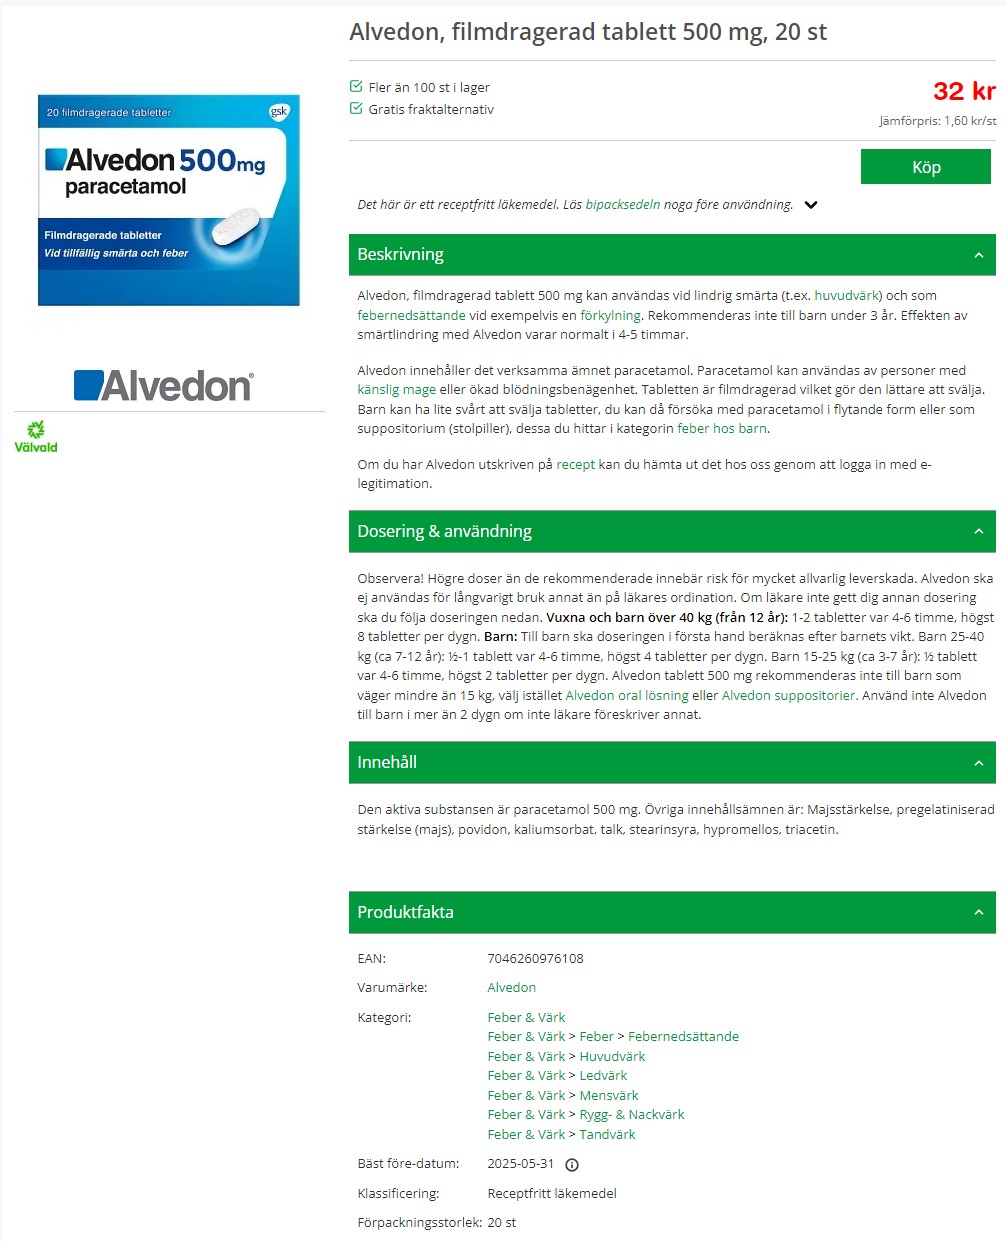 Alvedon, filmdragerad tablett 500 mg, 20 st
Fler än 100 st i lager
Gratis fraktalternativ
32 kr
Jämförpris: 1,60 kr/st
Köp
Det här är ett receptfritt läkemedel. Läs bipacksedeln noga före användning.
20 filmdragerade tabletter
gsk
Alvedon 500mg
paracetamol
Filmdragerade tabletter
Vid tillfällig smärta och feber
Alvedon®
Välvald
Beskrivning
Alvedon, filmdragerad tablett 500 mg kan användas vid lindrig smärta (t.ex. huvudvärk) och som
febernedsättande vid exempelvis en förkylning. Rekommenderas inte till barn under 3 år. Effekten av
smärtlindring med Alvedon varar normalt i 4-5 timmar.
Alvedon innehåller det verksamma ämnet paracetamol. Paracetamol kan användas av personer med
känslig mage eller ökad blödningsbenägenhet. Tabletten är filmdragerad vilket gör den lättare att svälja.
Barn kan ha lite svårt att svälja tabletter, du kan då försöka med paracetamol i flytande form eller som
suppositorium (stolpiller), dessa du hittar i kategorin feber hos barn.
Om du har Alvedon utskriven på recept kan du hämta ut det hos oss genom att logga in med e-
legitimation.
Dosering & användning
Observera! Högre doser än de rekommenderade innebär risk för mycket allvarlig leverskada. Alvedon ska
ej användas för långvarigt bruk annat än på läkares ordination. Om läkare inte gett dig annan dosering
ska du följa doseringen nedan. Vuxna och barn över 40 kg (från 12 år): 1-2 tabletter var 4-6 timme, högst
8 tabletter per dygn. Barn: Till barn ska doseringen i första hand beräknas efter barnets vikt. Barn 25-40
kg (ca 7-12 år): ½-1 tablett var 4-6 timme, högst 4 tabletter per dygn. Barn 15-25 kg (ca 3-7 år): ½ tablett
var 4-6 timme, högst 2 tabletter per dygn. Alvedon tablett 500 mg rekommenderas inte till barn som
väger mindre än 15 kg, välj istället Alvedon oral lösning eller Alvedon suppositorier. Använd inte Alvedon
till barn i mer än 2 dygn om inte läkare föreskriver annat.
Innehåll
Den aktiva substansen är paracetamol 500 mg. Övriga innehållsämnen är: Majsstärkelse, pregelatiniserad
stärkelse (majs), povidon, kaliumsorbat, talk, stearinsyra, hypromellos, triacetin.
Produktfakta
EAN: 7046260976108
Varumärke: Alvedon
Kategori: Feber & Värk
Feber & Värk > Feber > Febernedsättande
Feber & Värk > Huvudvärk
Feber & Värk > Ledvärk
Feber & Värk > Mensvärk
Feber & Värk > Rygg- & Nackvärk
Feber & Värk > Tandvärk
Bäst före-datum: 2025-05-31
Klassificering: Receptfritt läkemedel
Förpackningsstorlek: 20 st